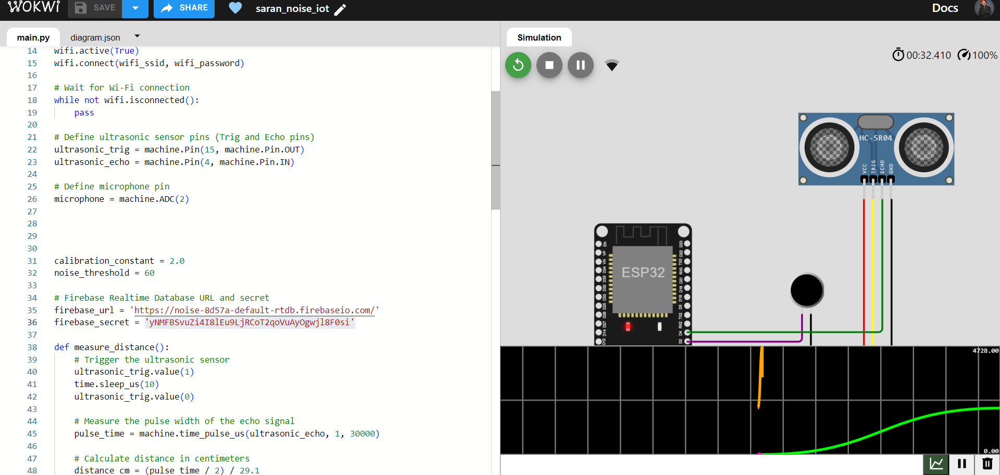 WOKWI SAVE SHARE saran_noise_iot Docs
main.py diagram.json
Simulation
00:32.410 100%
14 wifi.active(True)
15 wifi.connect(wifi_ssid, wifi_password)
16
17 # Wait for Wi-Fi connection
18 while not wifi.isconnected():
19 pass
20
21 # Define ultrasonic sensor pins (Trig and Echo pins)
22 ultrasonic_trig = machine.Pin(15, machine.Pin.OUT)
23 ultrasonic_echo = machine.Pin(4, machine.Pin.IN)
24
25 # Define microphone pin
26 microphone = machine.ADC(2)
27
28
29
30
31 calibration_constant = 2.0
32 noise_threshold = 60
33
34 # Firebase Realtime Database URL and secret
35 firebase_url = 'https://noise-8d57a-default-rtdb.firebaseio.com/'
36 firebase_secret = 'yNMFBSvuZi4I8lEu9LjRCoT2qoVuAyOgwjl8F0si'
37
38 def measure_distance():
39 # Trigger the ultrasonic sensor
40 ultrasonic_trig.value(1)
41 time.sleep_us(10)
42 ultrasonic_trig.value(0)
43
44 # Measure the pulse width of the echo signal
45 pulse_time = machine.time_pulse_us(ultrasonic_echo, 1, 30000)
46
47 # Calculate distance in centimeters
48 distance_cm = (pulse_time / 2) / 29.1
HC-SR04
VCC
TRIG
ECHO
GND
ESP32
EN
VP
VN
D34
D35
D32
D33
D25
D26
D27
D14
D12
D23
D22
TX0
RX0
D21
D19
D18
D5
TX2
RX2
D4
D2
4728.00
0.00